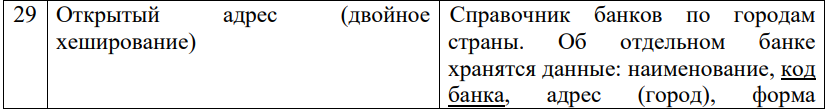 29
Открытый адрес (двойное
хеширование)
Справочник банков по городам
страны. Об отдельном банке
хранятся данные: наименование, код
банка, адрес (город), форма